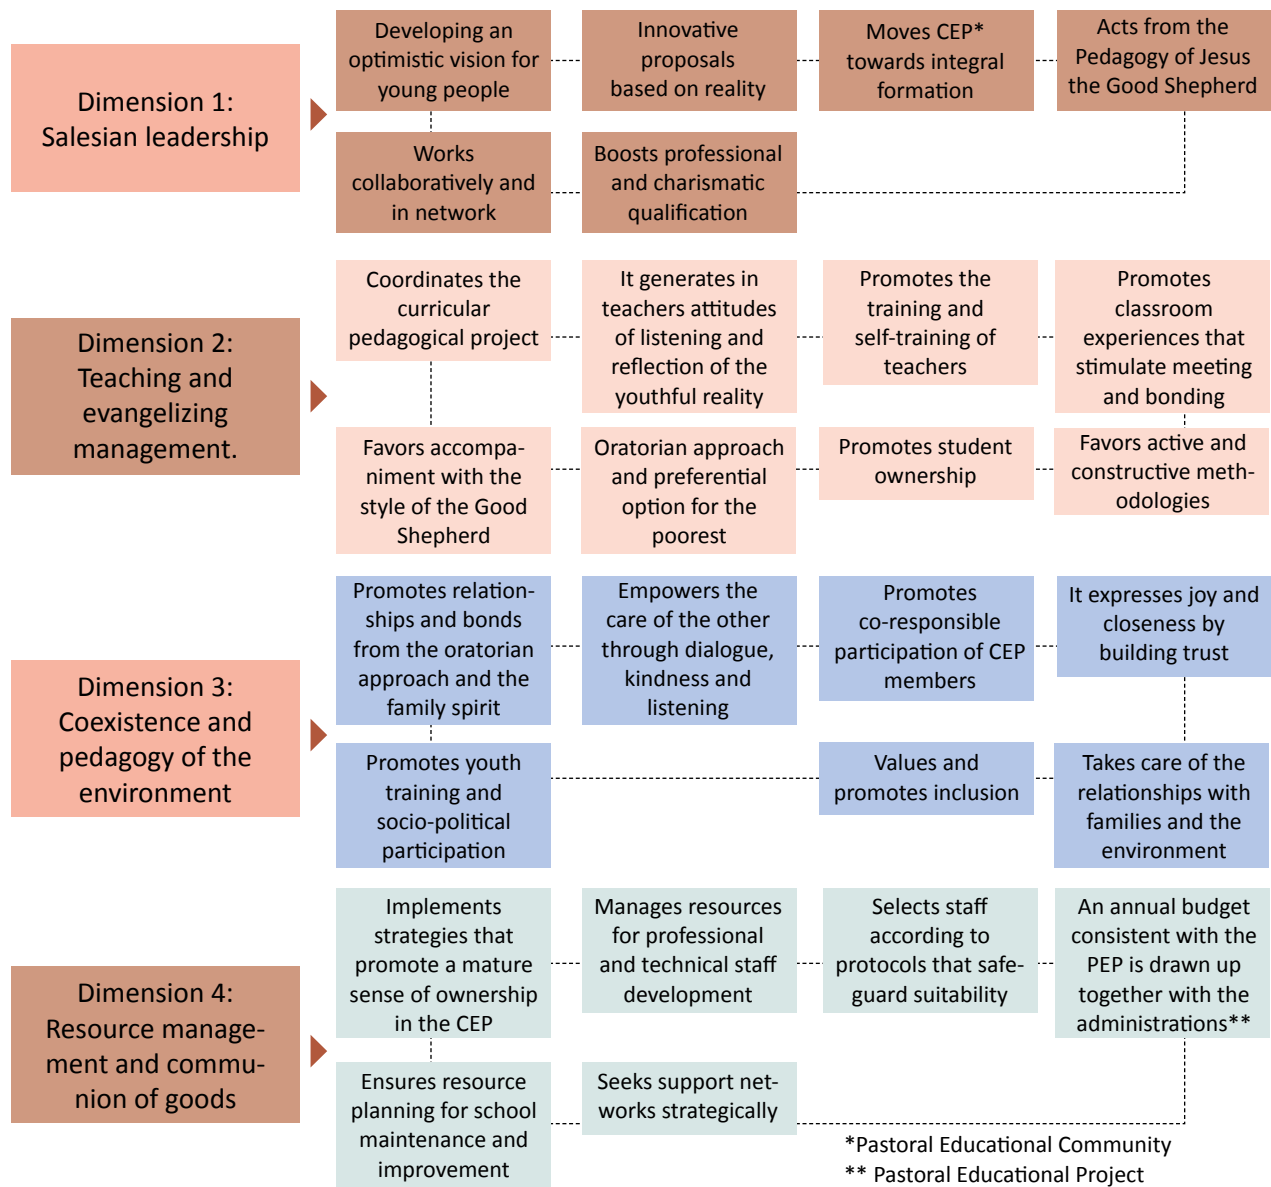 Dimension 1:
Salesian leadership
Developing an
optimistic vision for
young people
Innovative
proposals
based on reality
Moves CEP*
towards integral
formation
Acts from the
Pedagogy of Jesus
the Good Shepherd
Works
collaboratively and
in network
Boosts professional
and charismatic
qualification
Dimension 2:
Teaching and
evangelizing
management.
Coordinates the
curricular
pedagogical project
It generates in
teachers attitudes
of listening and
reflection of the
youthful reality
Promotes the
training and
self-training of
teachers
Promotes
classroom
experiences that
stimulate meeting
and bonding
Favors accompa-
niment with the
style of the Good
Shepherd
Oratorian approach
and preferential
option for the
poorest
Promotes student
ownership
Favors active and
constructive meth-
odologies
Dimension 3:
Coexistence and
pedagogy of the
environment
Promotes relation-
ships and bonds
from the oratorian
approach and the
family spirit
Empowers the
care of the other
through dialogue,
kindness and
listening
Promotes
co-responsible
participation of CEP
members
It expresses joy and
closeness by
building trust
Promotes youth
training and
socio-political
participation
Values and
promotes inclusion
Takes care of the
relationships with
families and the
environment
Dimension 4:
Resource manage-
ment and commu-
nion of goods
Implements
strategies that
promote a mature
sense of ownership
in the CEP
Manages resources
for professional
and technical staff
development
Selects staff
according to
protocols that safe-
guard suitability
An annual budget
consistent with the
PEP is drawn up
together with the
administrations**
Ensures resource
planning for school
maintenance and
improvement
Seeks support net-
works strategically
*Pastoral Educational Community
** Pastoral Educational Project